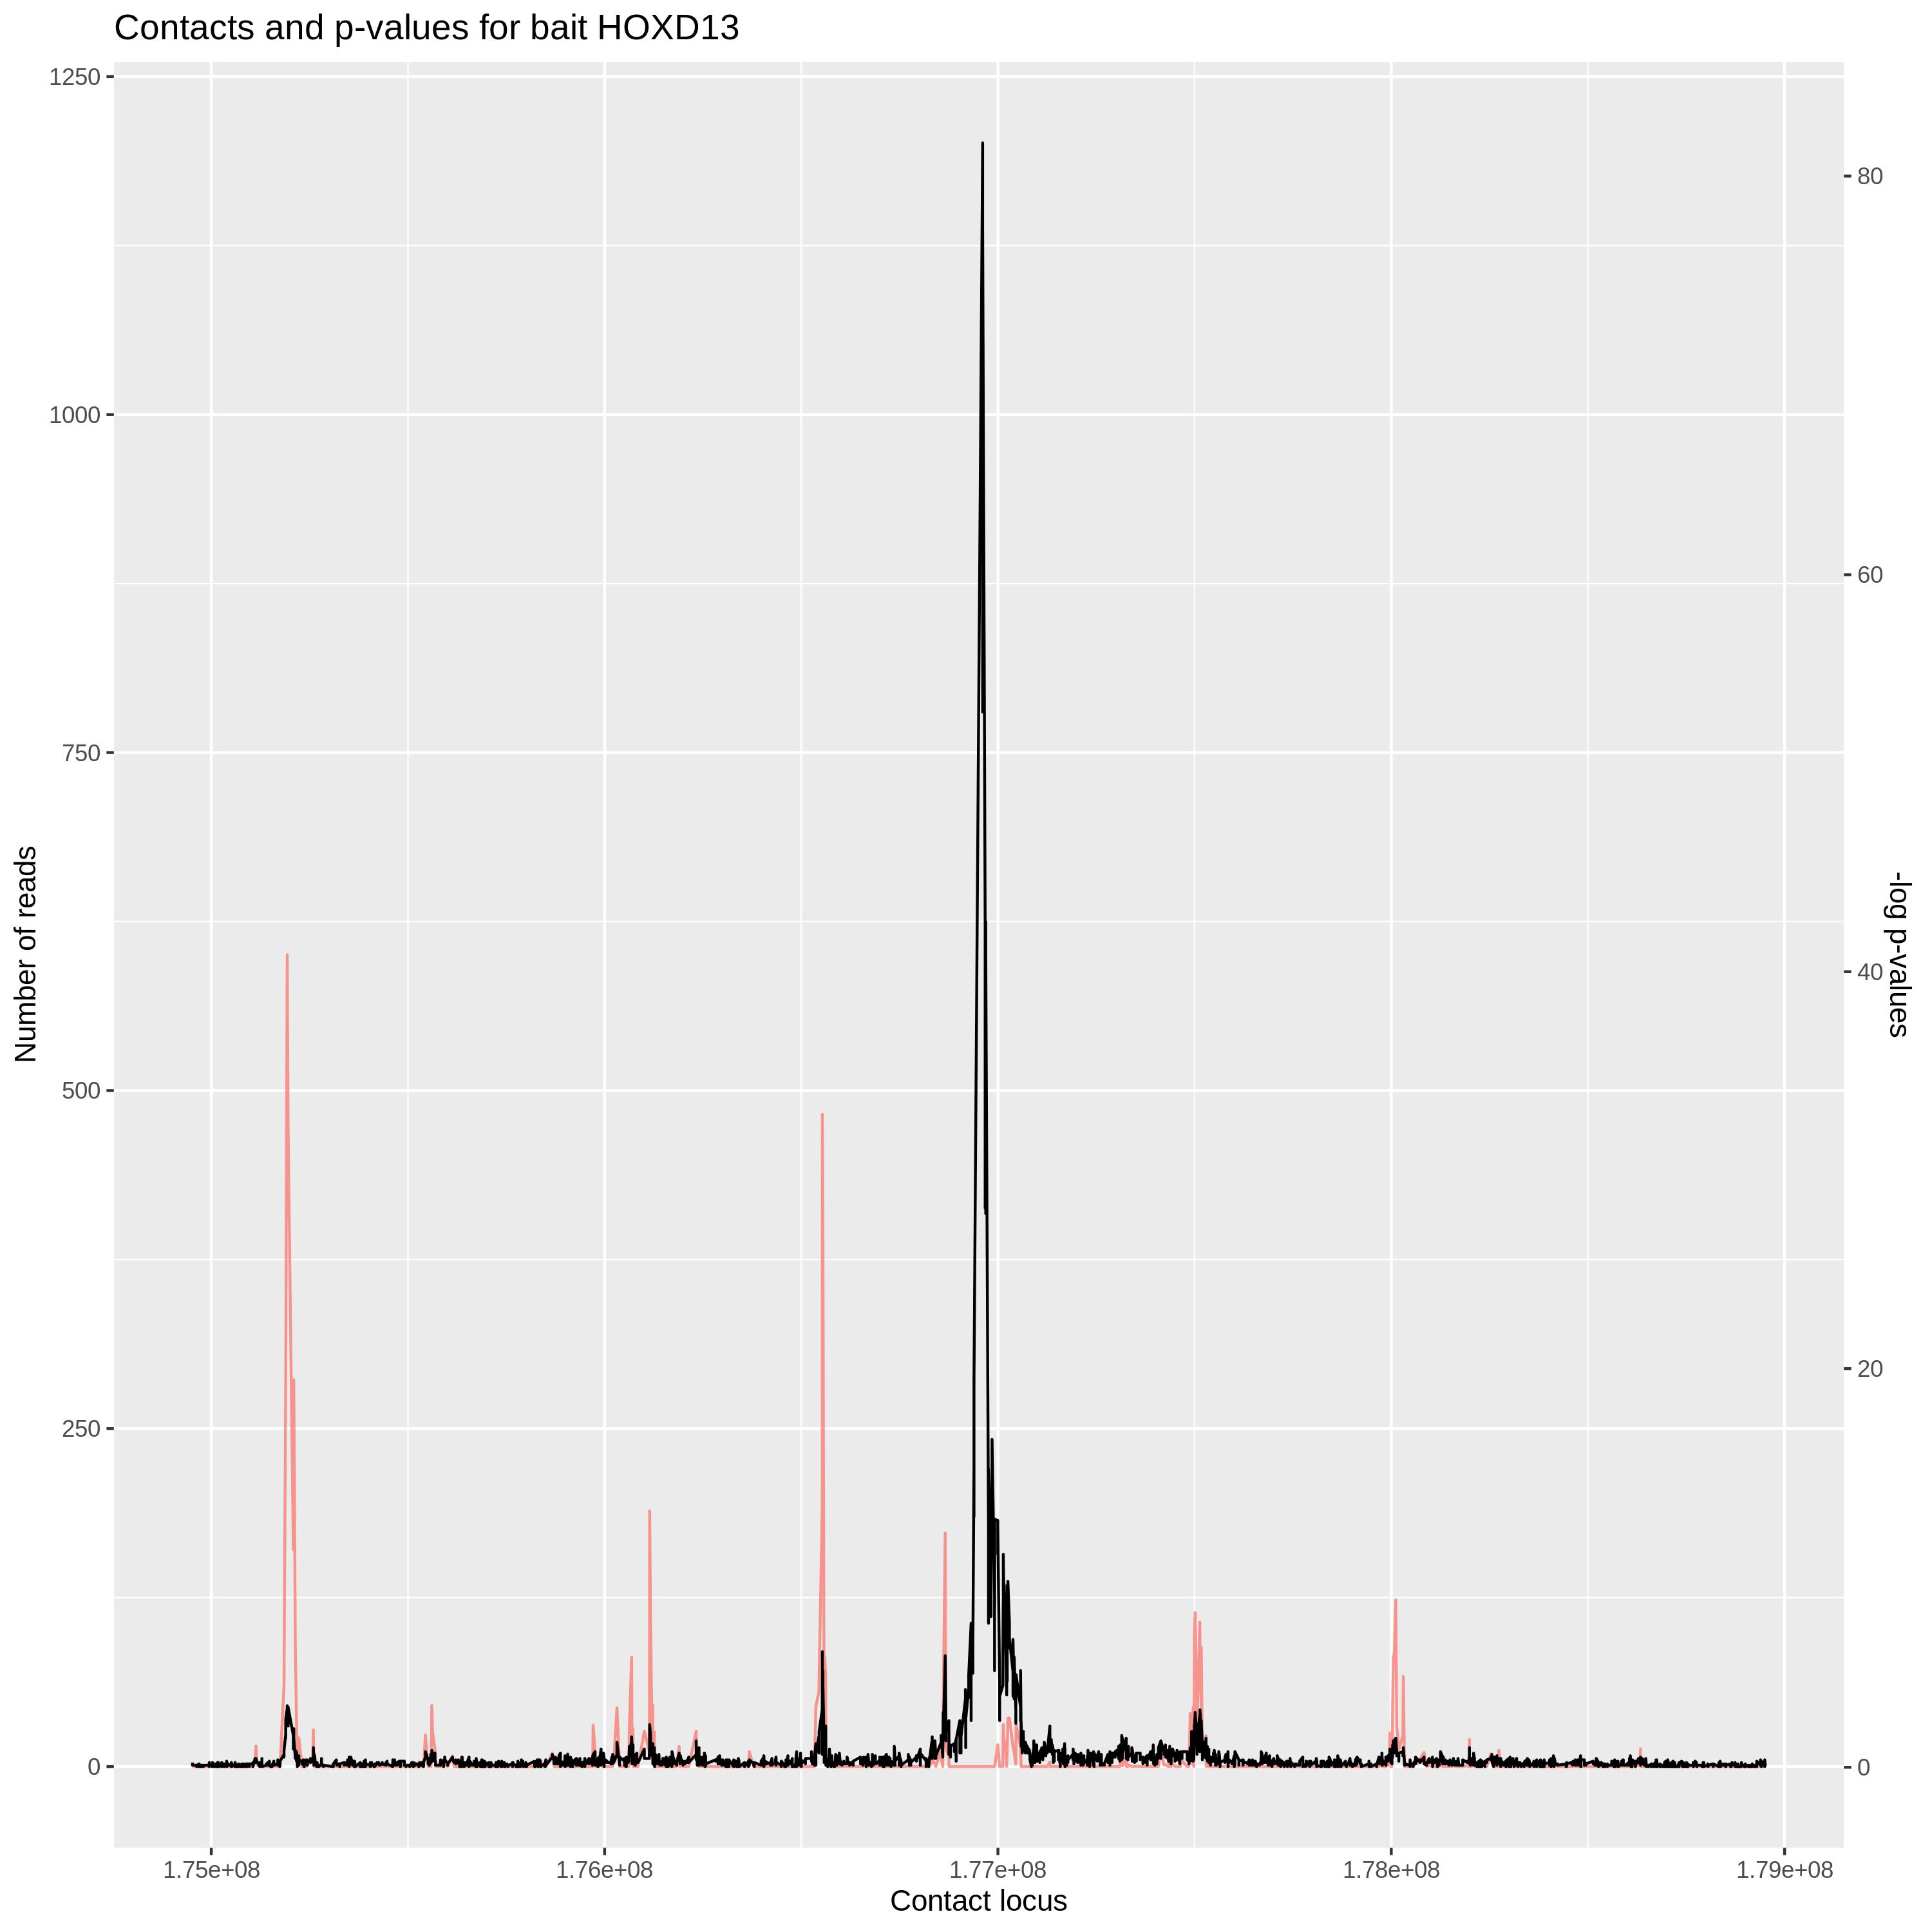 Contacts and p-values for bait HOXD13
1250
1000
750
500
250
0
Number of reads
80
60
40
20
0
-log p-values
1.75e+08
1.76e+08
1.77e+08
1.78e+08
1.79e+08
Contact locus